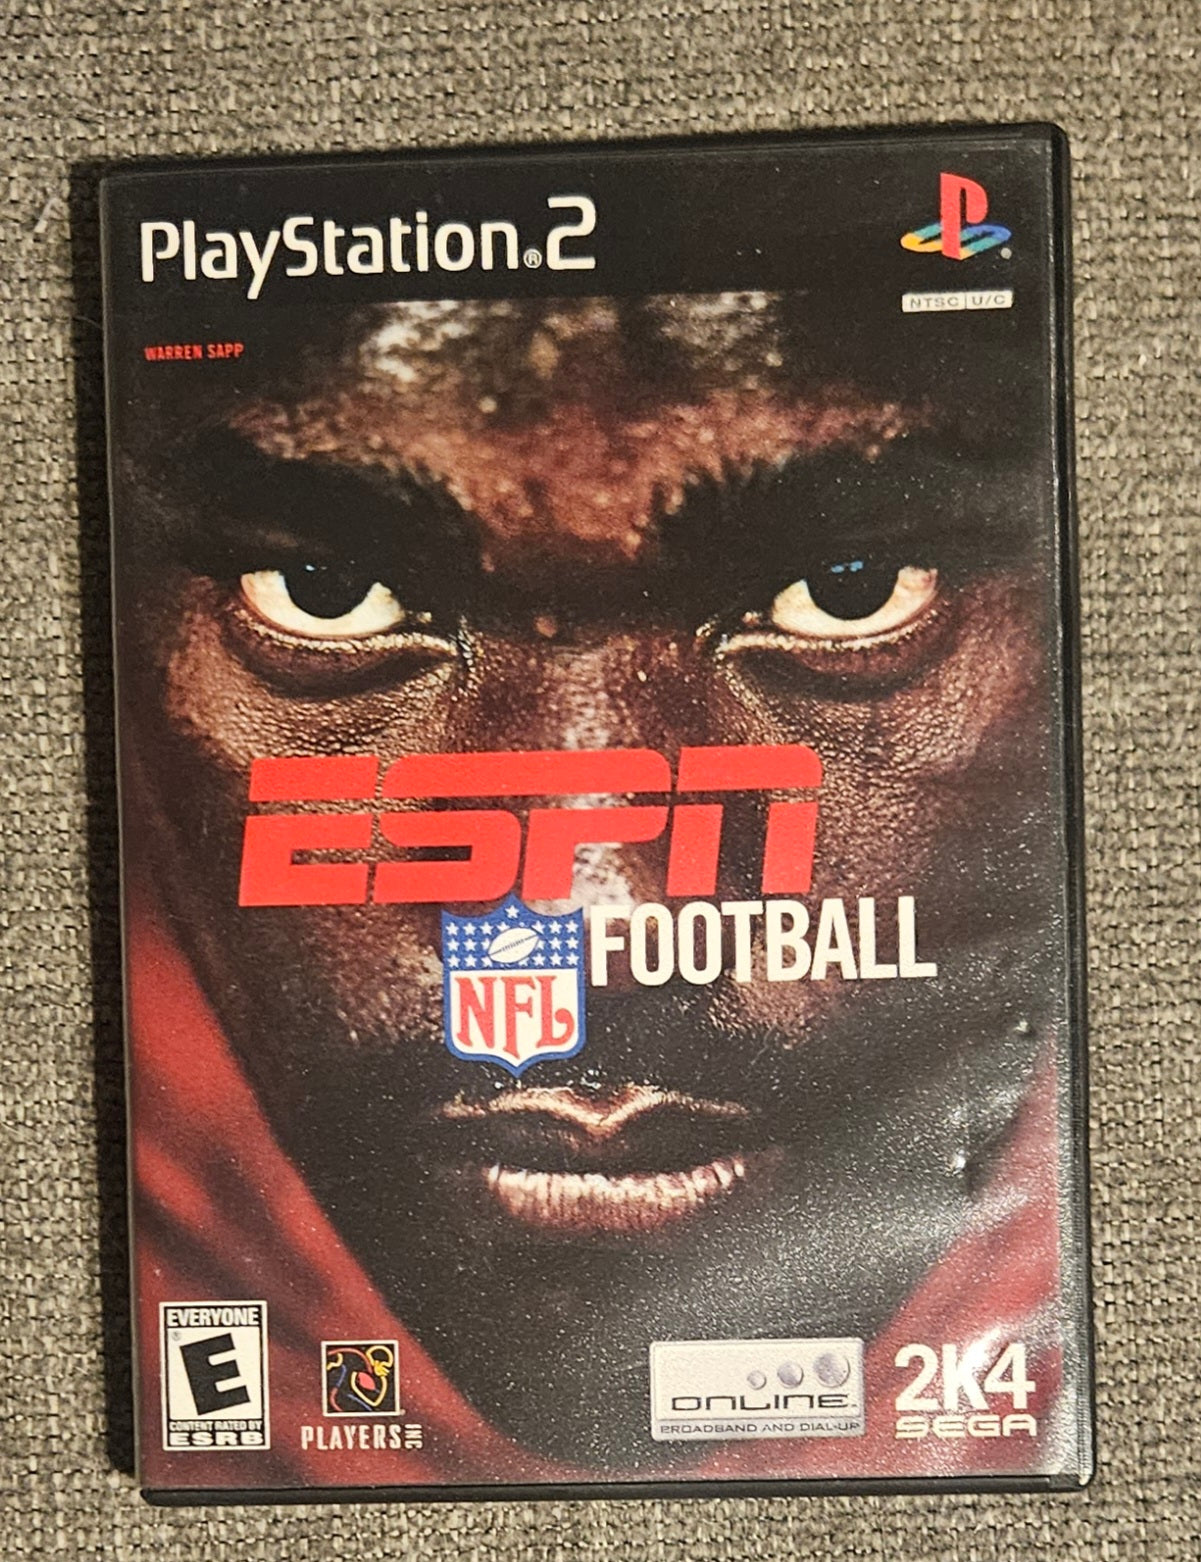 PlayStation®2
NTSC U/C
WARREN SAPP
ESPN
NFL
FOOTBALL
EVERYONE
E
®
CONTENT RATED BY
ESRB
PLAYERS INC
ONLINE
BROADBAND AND DIAL-UP
2K4
SEGA